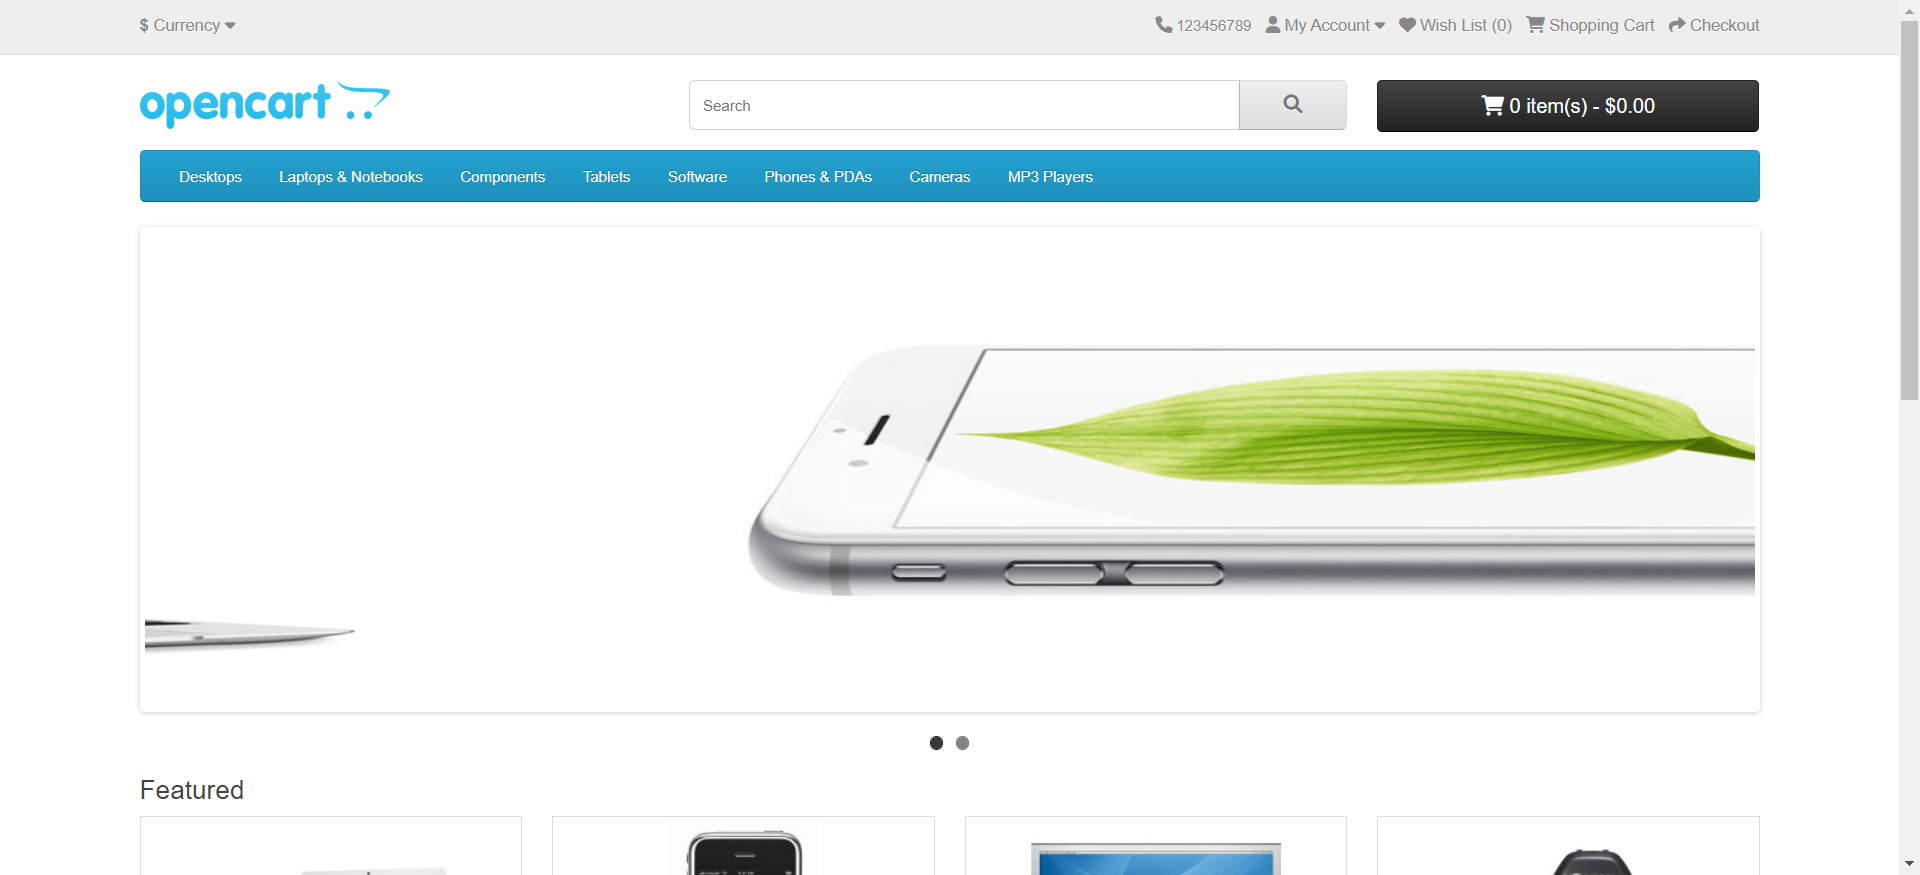 $ Currency
123456789 My Account Wish List (0) Shopping Cart Checkout
opencart
Search
0 item(s) - $0.00
Desktops Laptops & Notebooks Components Tablets Software Phones & PDAs Cameras MP3 Players
Featured